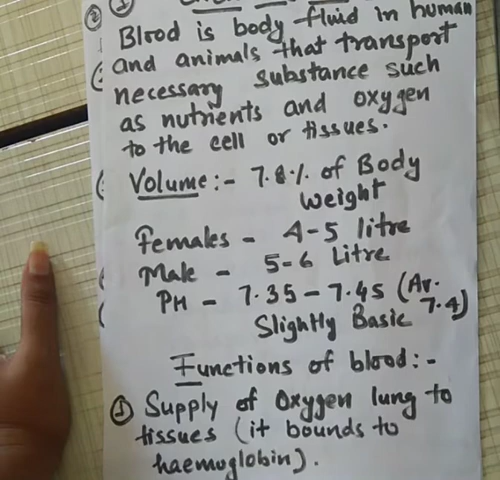 Blood is body fluid in human
and animals that transport
necessary substance such
as nutrients and oxygen
to the cell or tissues.
Volume :- 7.8% of Body
Weight
Females - 4-5 litre
Male - 5-6 Litre
PH - 7.35 - 7.45 (Av.
7.4)
Slightly Basic
Functions of blood :-
① Supply of oxygen lung to
tissues (it bounds to
haemoglobin).